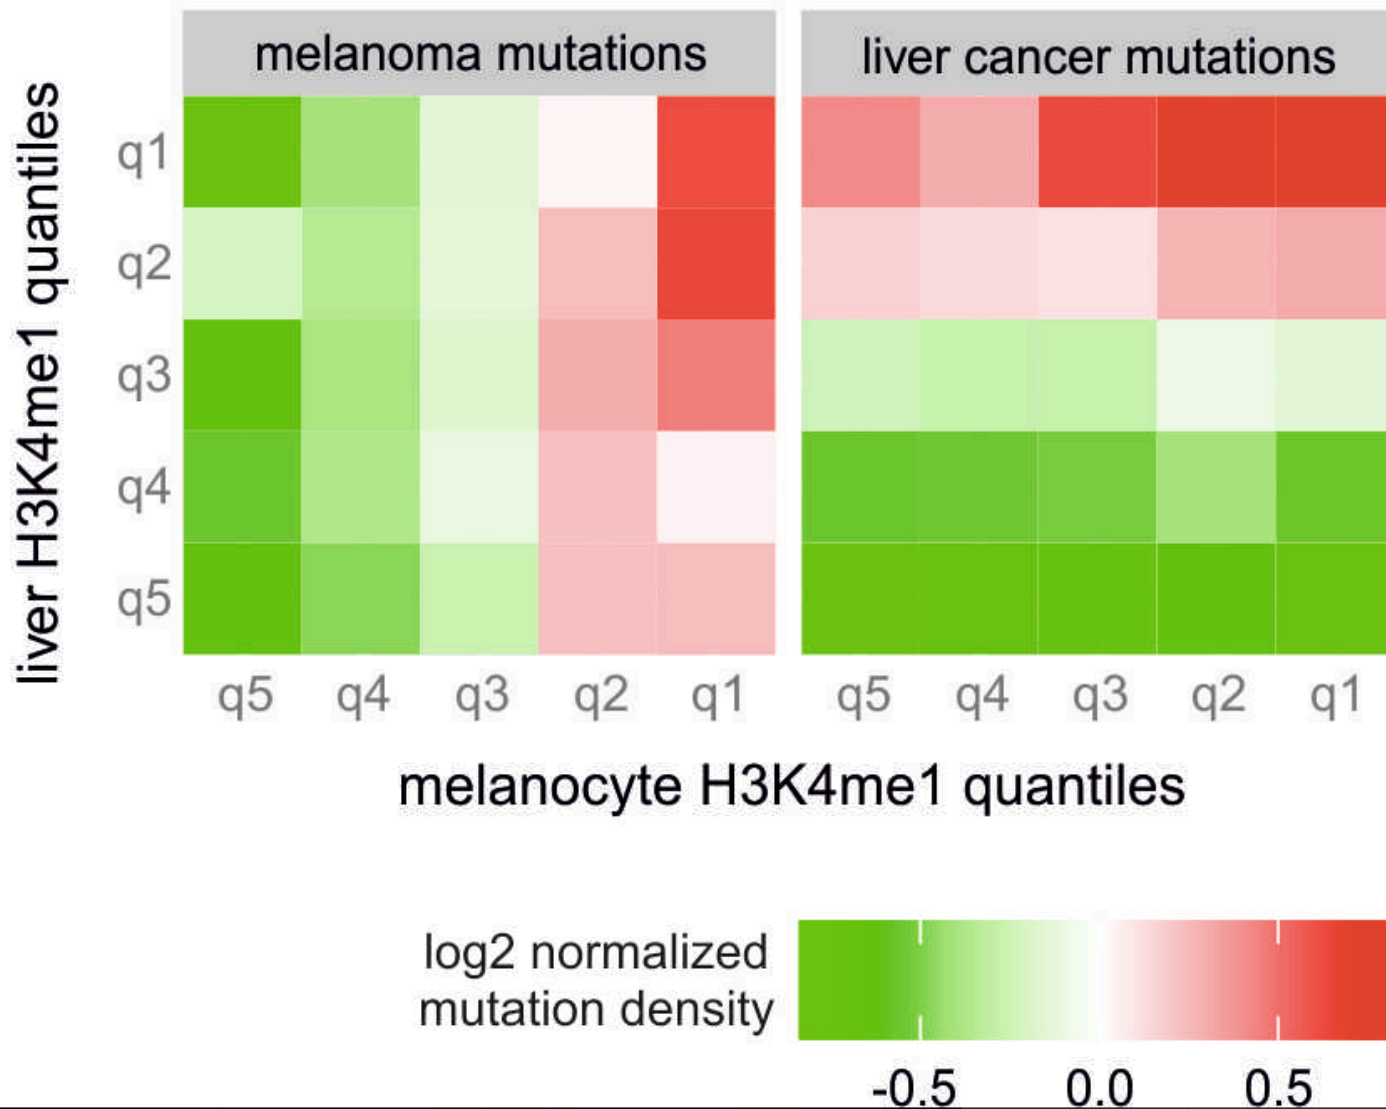 melanoma mutations
liver cancer mutations
liver H3K4me1 quantiles
q1
q2
q3
q4
q5
q5 q4 q3 q2 q1
q5 q4 q3 q2 q1
melanocyte H3K4me1 quantiles
log2 normalized
mutation density
-0.5 0.0 0.5